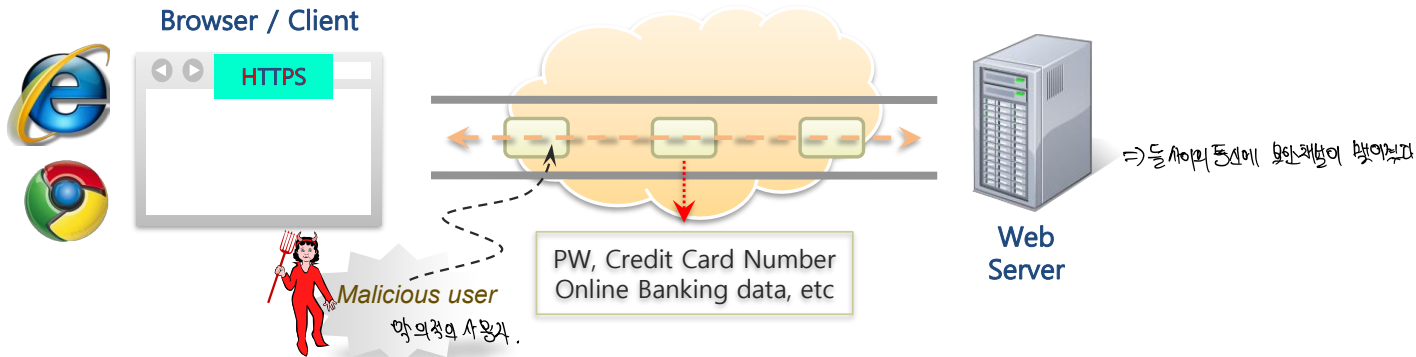 Browser / Client
HTTPS
=> 둘 사이의 통신에 보안채널이 맺어진다
PW, Credit Card Number
Online Banking data, etc
Web
Server
Malicious user
악의적의 사용자.